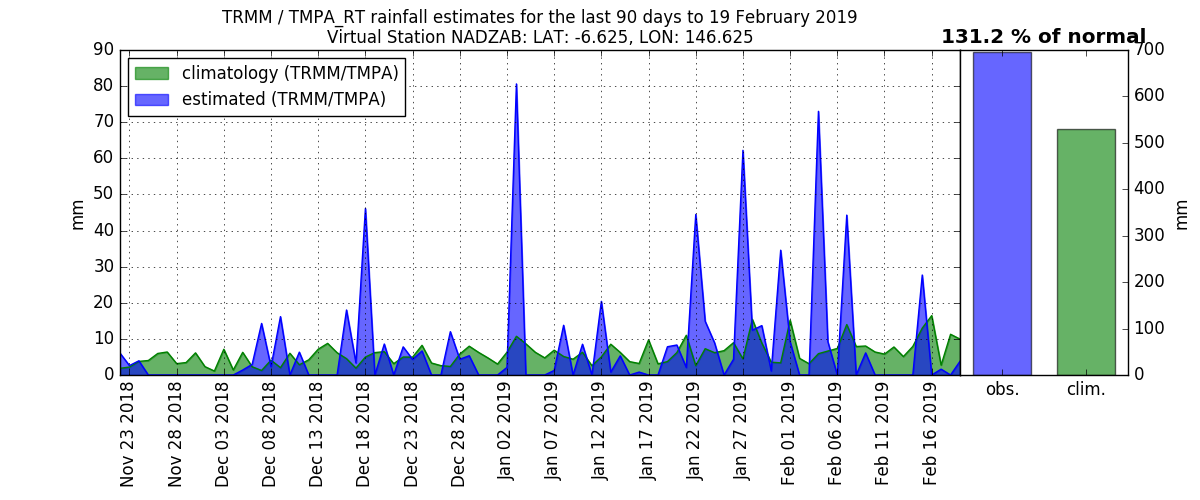 TRMM / TMPA_RT rainfall estimates for the last 90 days to 19 February 2019
Virtual Station NADZAB: LAT: -6.625, LON: 146.625
131.2 % of normal
climatology (TRMM/TMPA)
estimated (TRMM/TMPA)
90
80
70
60
50
40
30
20
10
0
mm
Nov 23 2018
Nov 28 2018
Dec 03 2018
Dec 08 2018
Dec 13 2018
Dec 18 2018
Dec 23 2018
Dec 28 2018
Jan 02 2019
Jan 07 2019
Jan 12 2019
Jan 17 2019
Jan 22 2019
Jan 27 2019
Feb 01 2019
Feb 06 2019
Feb 11 2019
Feb 16 2019
obs.
clim.
700
600
500
400
300
200
100
0
mm